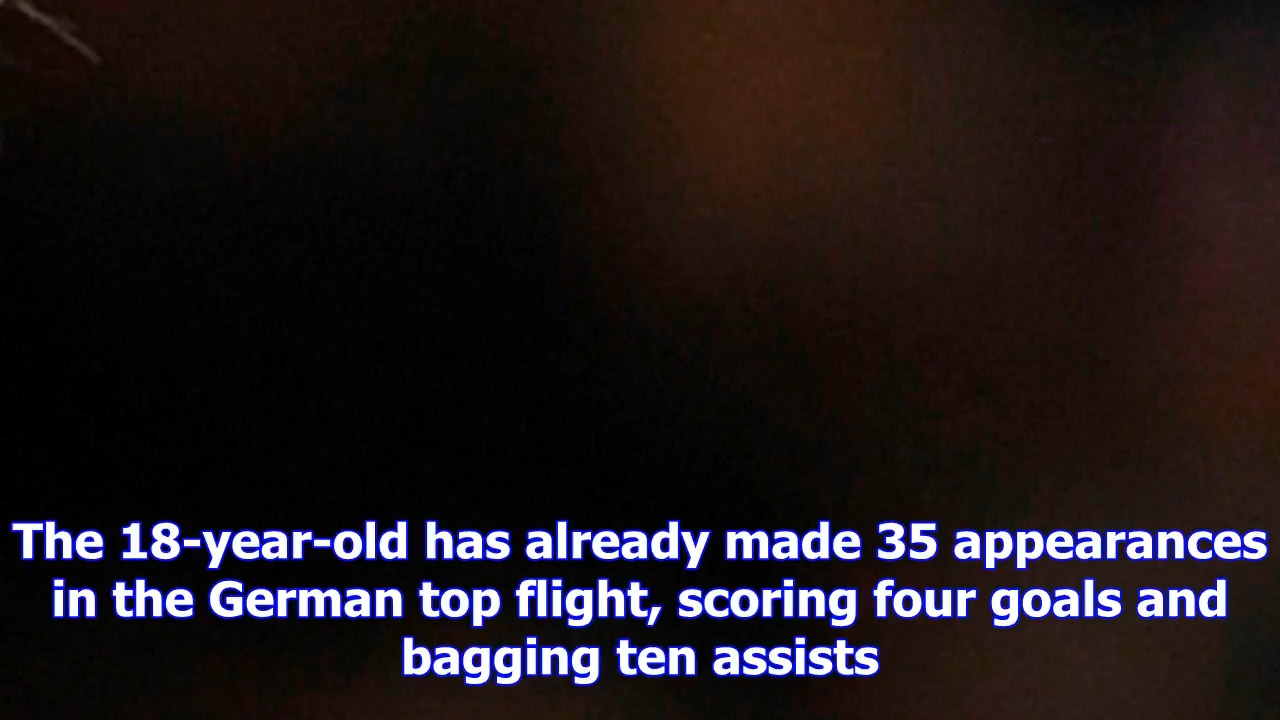 The 18-year-old has already made 35 appearances
in the German top flight, scoring four goals and
bagging ten assists